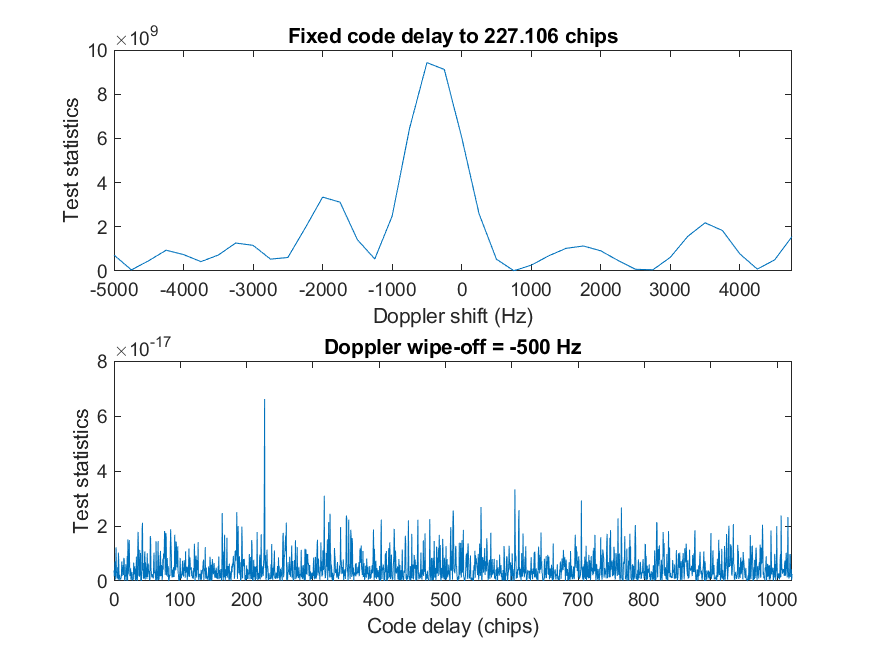 Fixed code delay to 227.106 chips
×10^9
10
8
6
4
2
0
Test statistics
-5000 -4000 -3000 -2000 -1000 0 1000 2000 3000 4000
Doppler shift (Hz)
Doppler wipe-off = -500 Hz
×10^-17
8
6
4
2
0
Test statistics
0 100 200 300 400 500 600 700 800 900 1000
Code delay (chips)